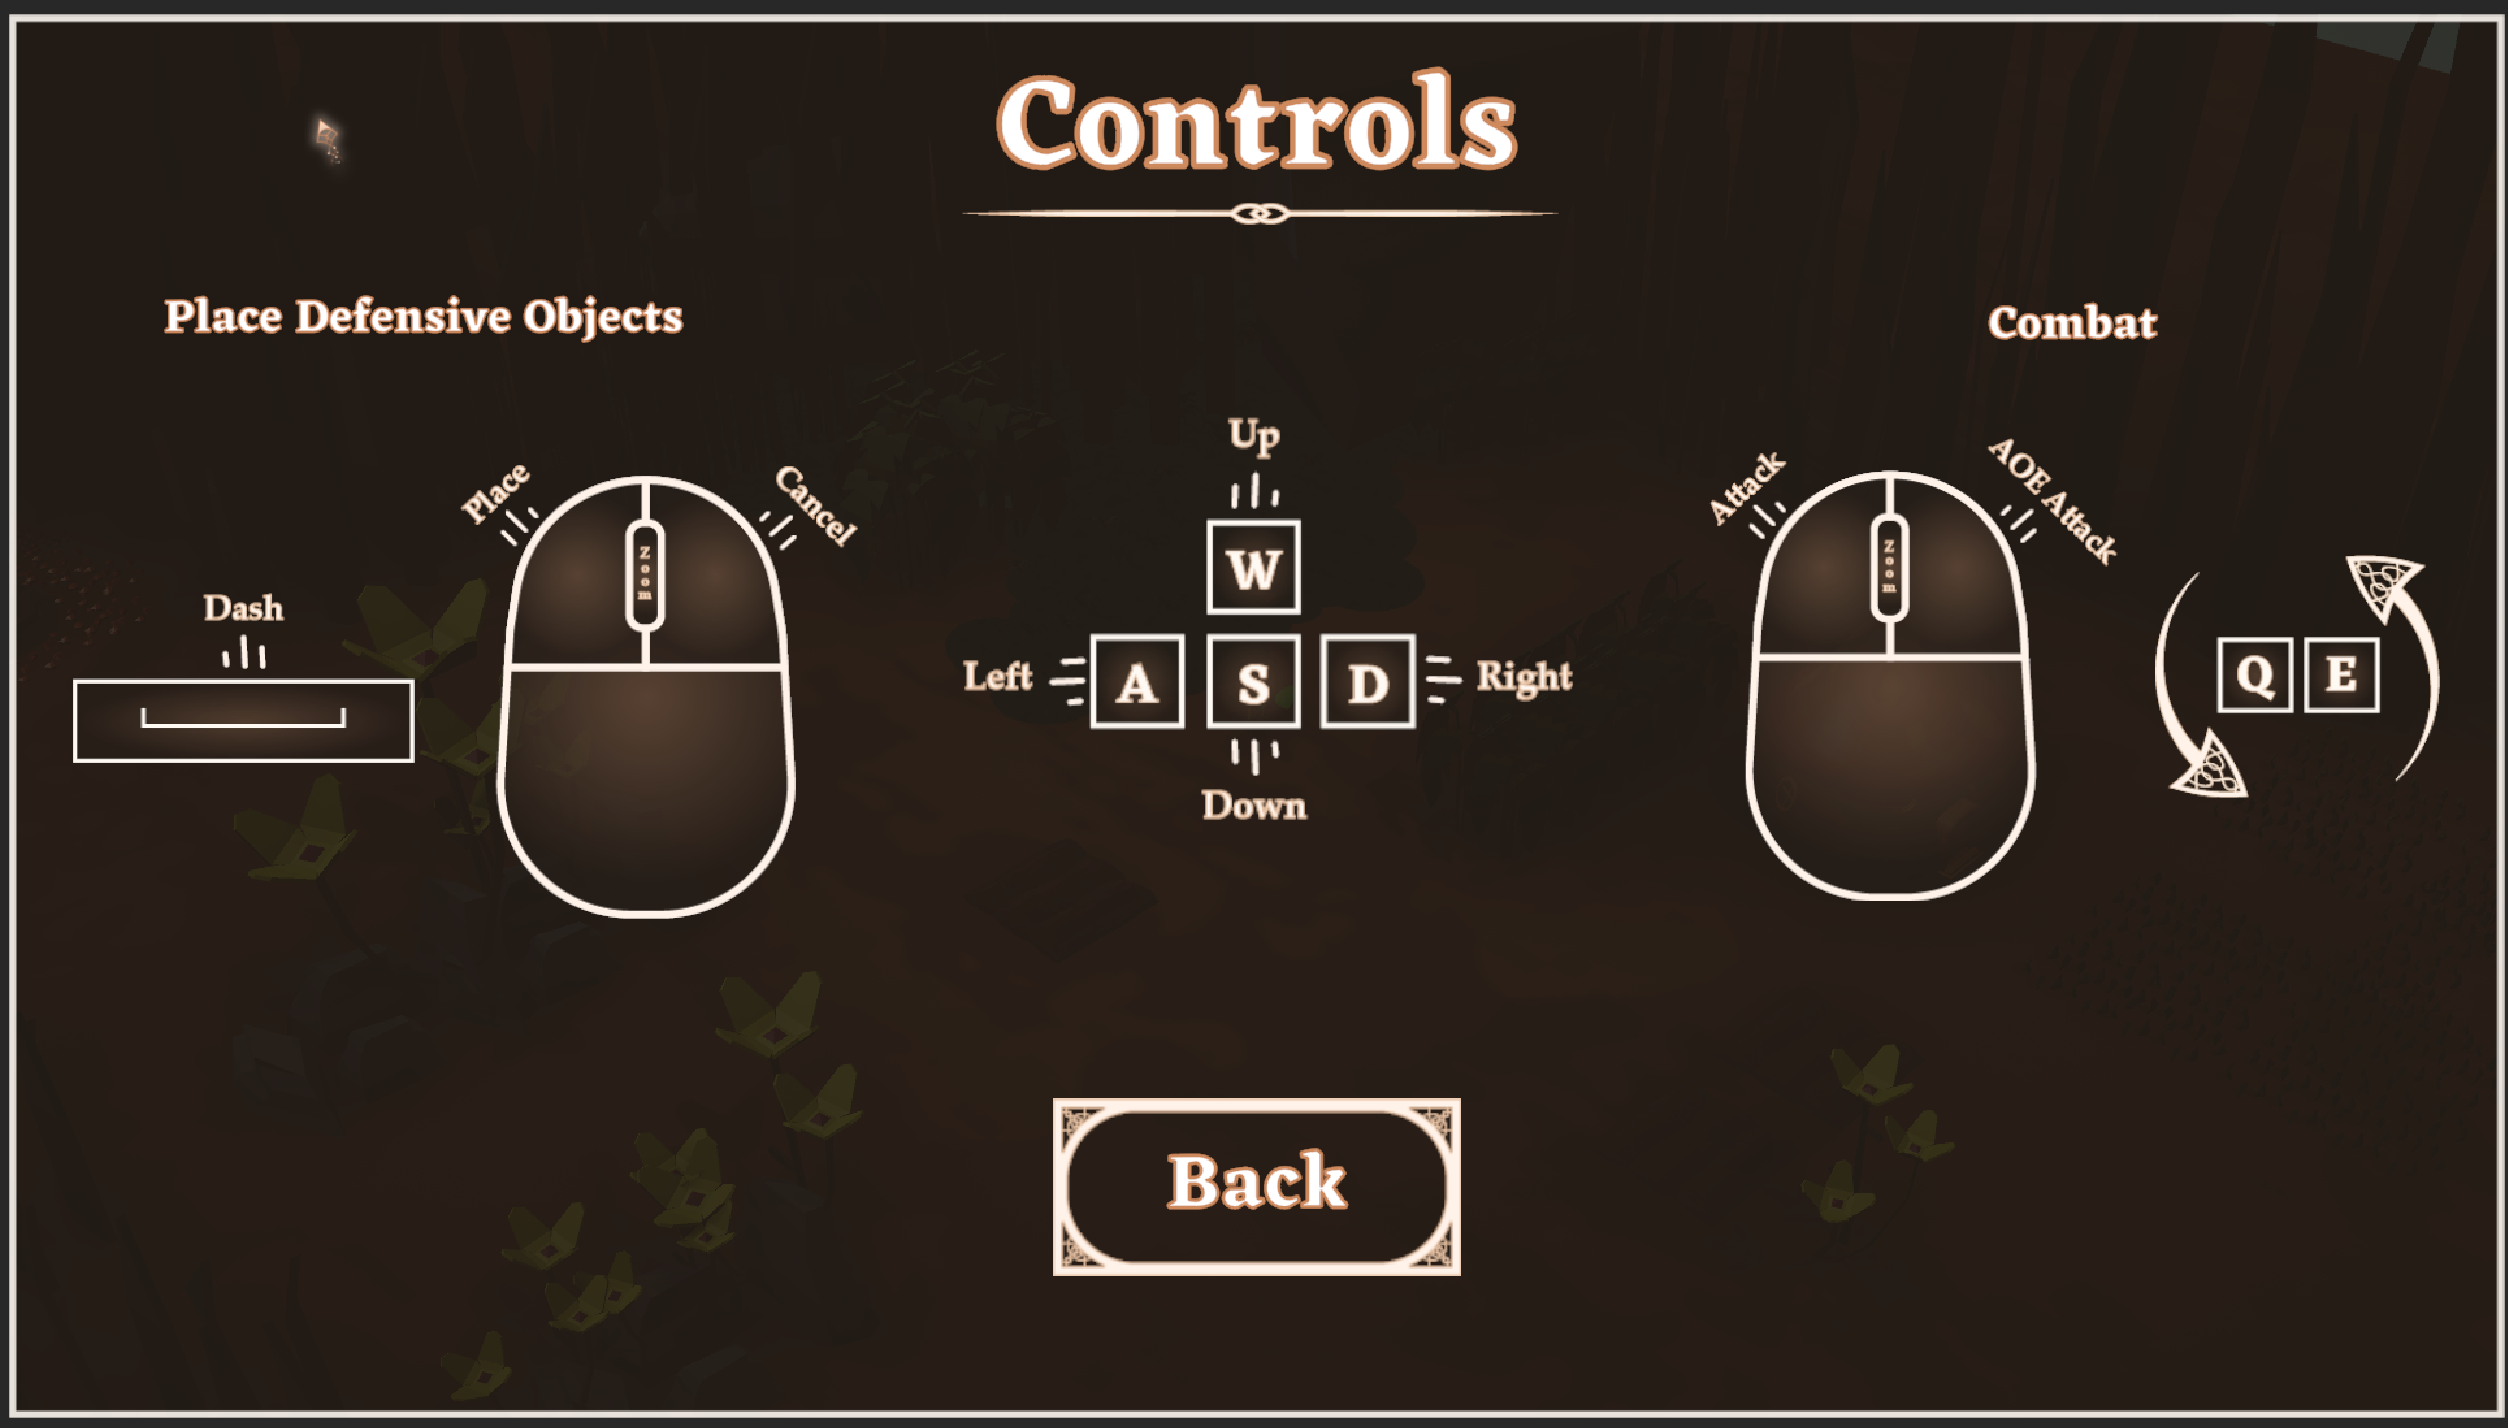 Controls
Place Defensive Objects
Combat
Place
Cancel
zoom
Dash
Up
W
Left
A
S
D
Right
Down
Attack
AOE Attack
zoom
Q
E
Back